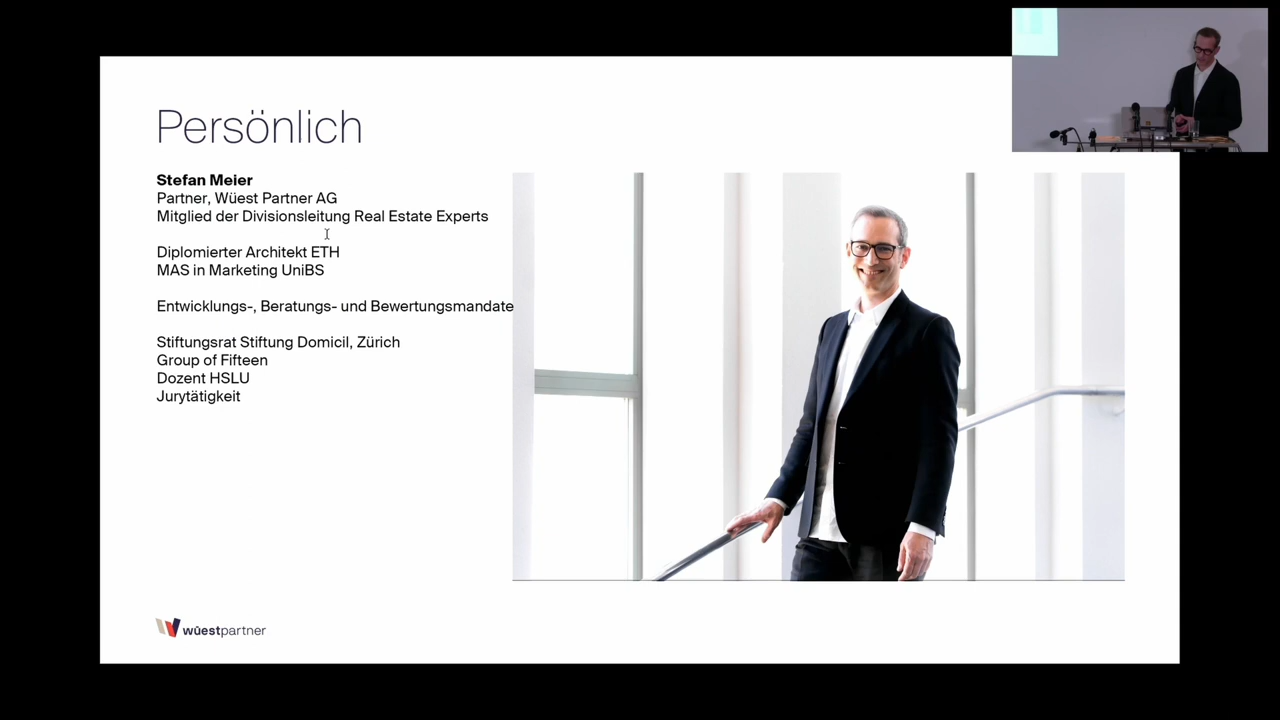 Persönlich
Stefan Meier
Partner, Wüest Partner AG
Mitglied der Divisionsleitung Real Estate Experts
Diplomierter Architekt ETH
MAS in Marketing UniBS
Entwicklungs-, Beratungs- und Bewertungsmandate
Stiftungsrat Stiftung Domicil, Zürich
Group of Fifteen
Dozent HSLU
Jurytätigkeit
wüestpartner